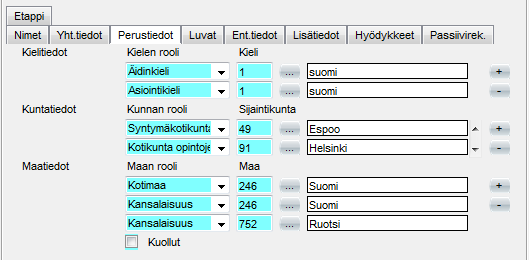 Etappi
Nimet Yht.tiedot Perustiedot Luvat Ent.tiedot Lisätiedot Hyödykkeet Passiivirek.
Kielitiedot Kielen rooli Kieli
Äidinkieli 1 ... suomi +
Asiointikieli 1 ... suomi -
Kuntatiedot Kunnan rooli Sijaintikunta
Syntymäkotikunta 49 ... Espoo +
Kotikunta opintoje 91 ... Helsinki -
Maatiedot Maan rooli Maa
Kotimaa 246 ... Suomi +
Kansalaisuus 246 ... Suomi -
Kansalaisuus 752 ... Ruotsi
Kuollut